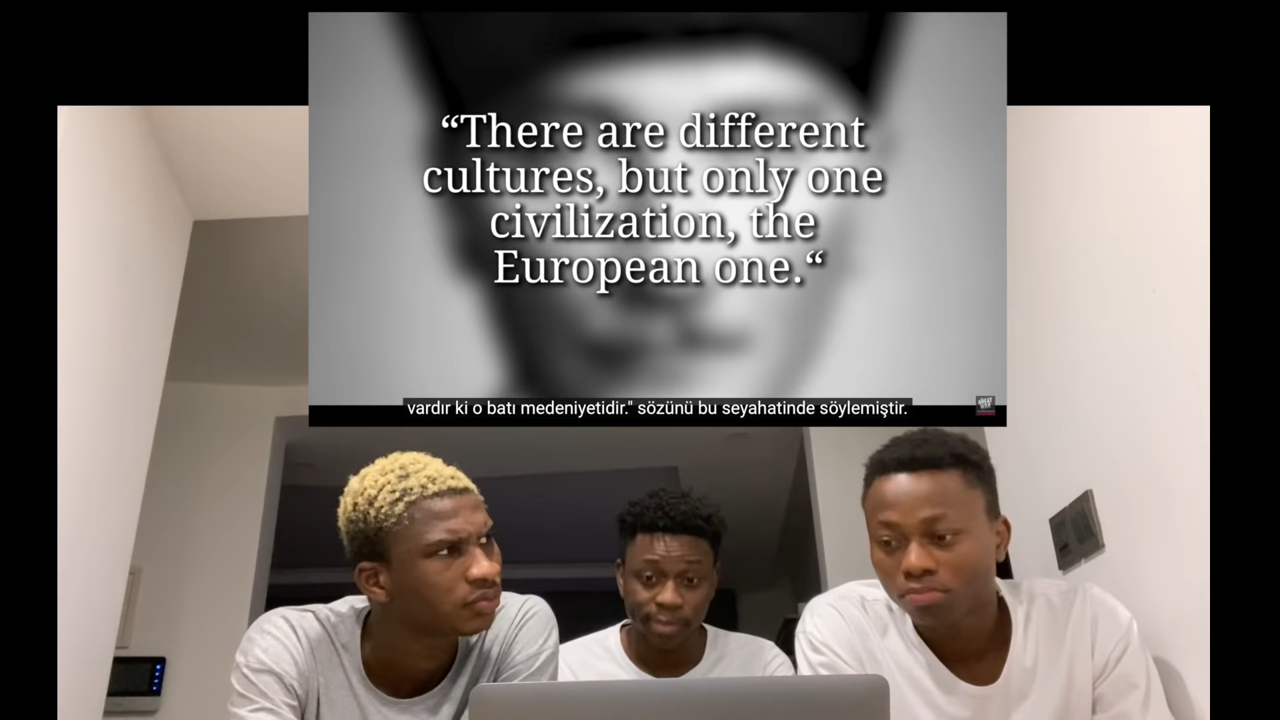 “There are different
cultures, but only one
civilization, the
European one.“
vardır ki o batı medeniyetidir." sözünü bu seyahatinde söylemiştir.